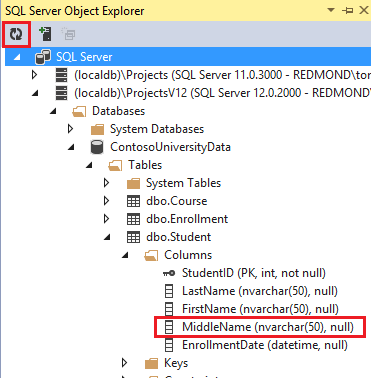 SQL Server Object Explorer
SQL Server
(localdb)\Projects (SQL Server 11.0.3000 - REDMOND\tor
(localdb)\ProjectsV12 (SQL Server 12.0.2000 - REDMOND\
Databases
System Databases
ContosoUniversityData
Tables
System Tables
dbo.Course
dbo.Enrollment
dbo.Student
Columns
StudentID (PK, int, not null)
LastName (nvarchar(50), null)
FirstName (nvarchar(50), null)
MiddleName (nvarchar(50), null)
EnrollmentDate (datetime, null)
Keys